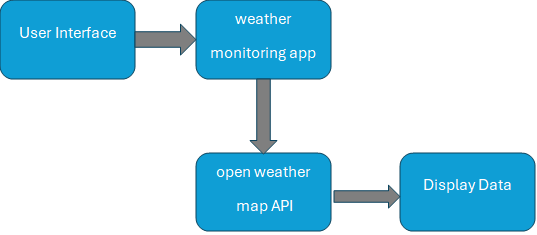 User Interface
weather
monitoring app
open weather
map API
Display Data